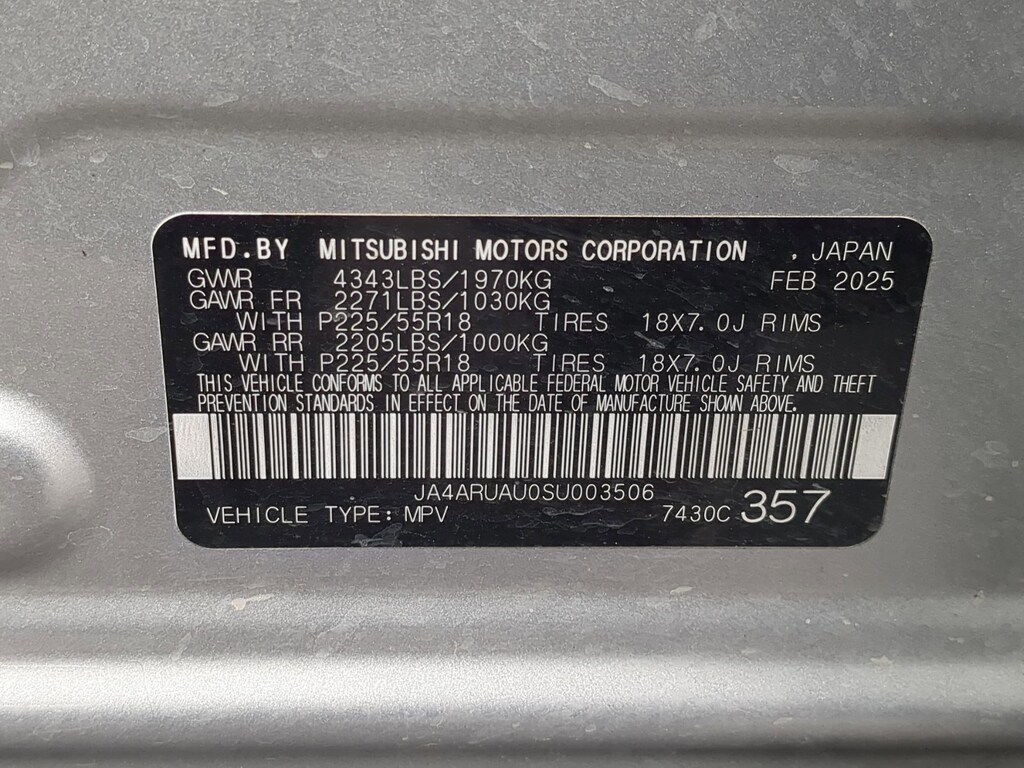 MFD.BY MITSUBISHI MOTORS CORPORATION , JAPAN
GWVR 4343LBS/1970KG FEB 2025
GAWR FR 2271LBS/1030KG
WITH P225/55R18 TIRES 18X7.0J RIMS
GAWR RR 2205LBS/1000KG
WITH P225/55R18 TIRES 18X7.0J RIMS
THIS VEHICLE CONFORMS TO ALL APPLICABLE FEDERAL MOTOR VEHICLE SAFETY AND THEFT
PREVENTION STANDARDS IN EFFECT ON THE DATE OF MANUFACTURE SHOWN ABOVE.
JA4ARUAU0SU003506
VEHICLE TYPE: MPV 7430C 357